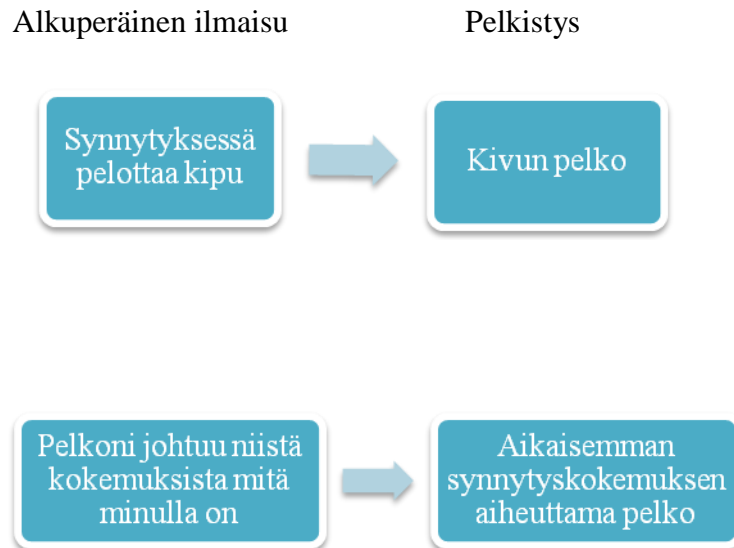 Alkuperäinen ilmaisu
Pelkistys
Synnytyksessä
pelottaa kipu
Kivun pelko
Pelkoni johtuu niistä
kokemuksista mitä
minulla on
Aikaisemman
synnytyskokemuksen
aiheuttama pelko